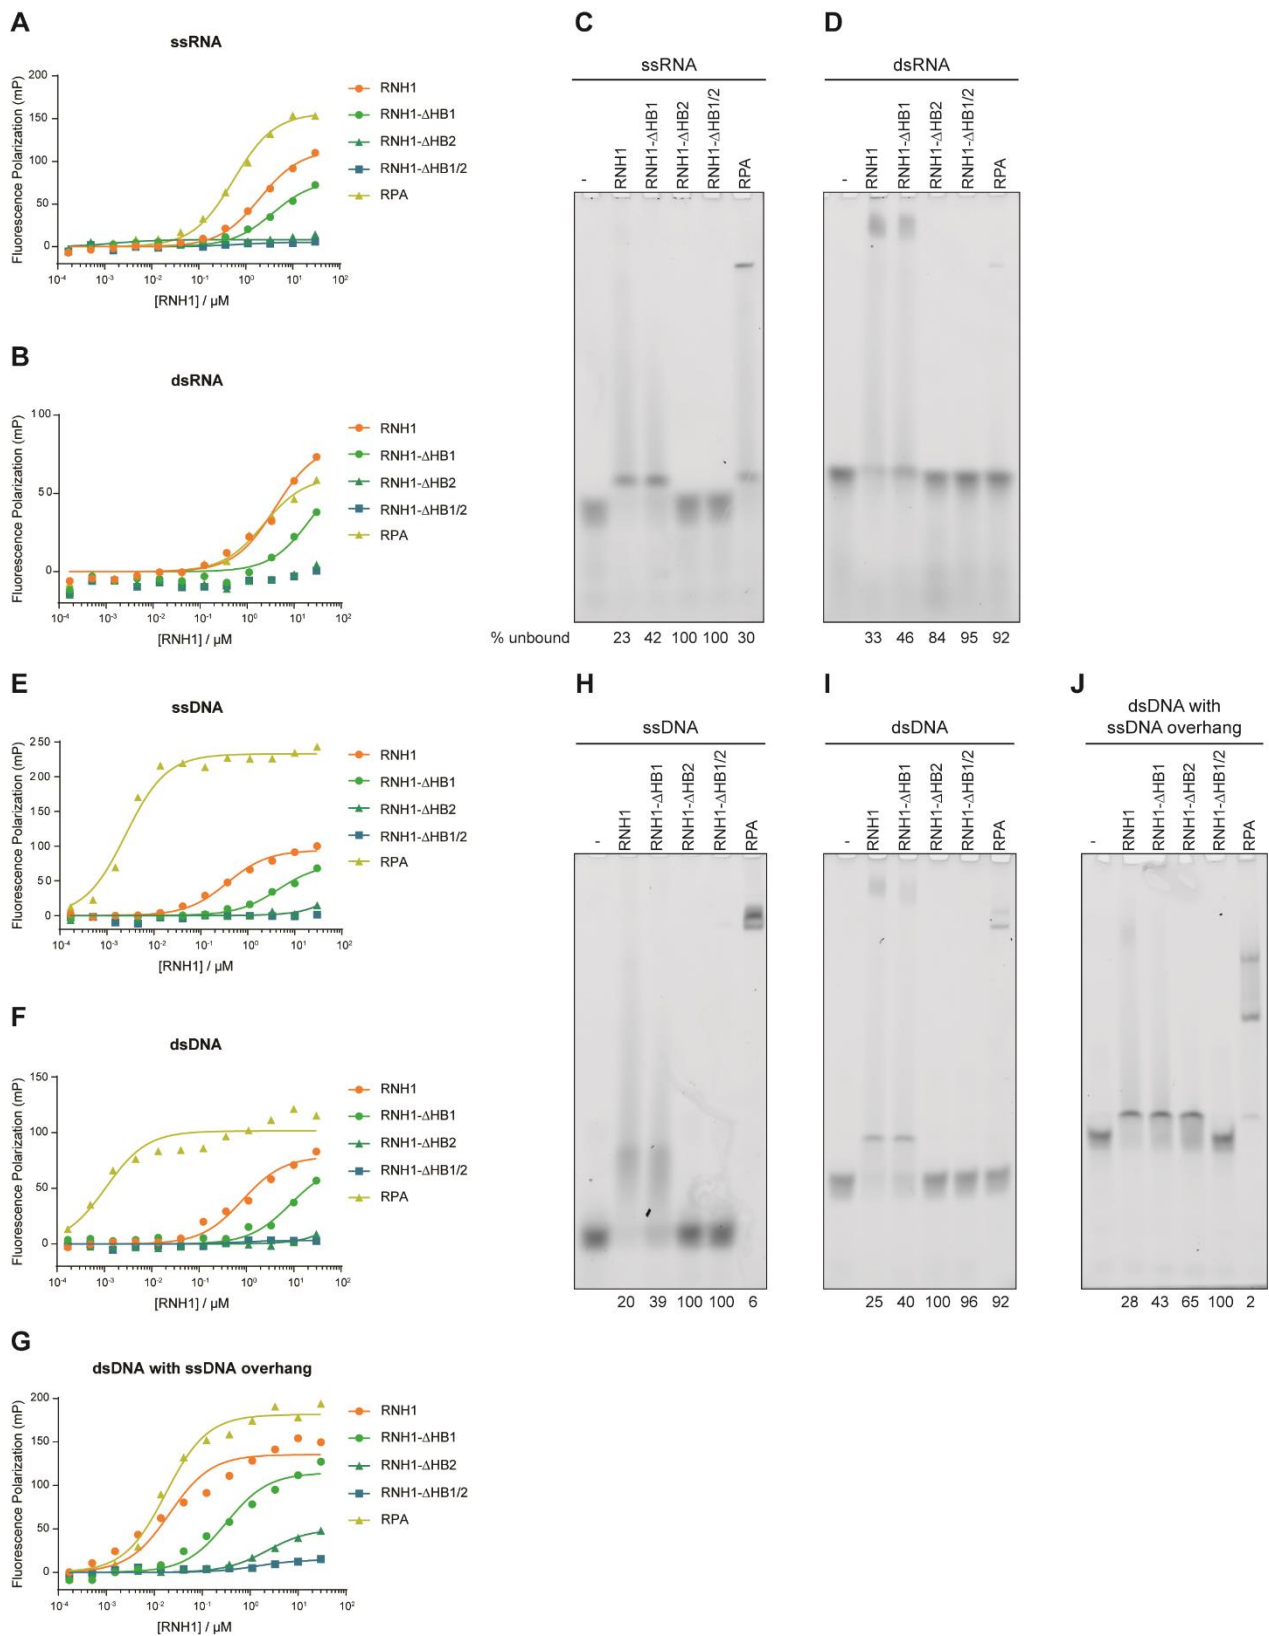 A
ssRNA
Fluorescence Polarization (mP)
200
150
100
50
0
10-4
10-3
10-2
10-1
100
101
102
[RNH1] / µM
RNH1
RNH1-ΔHB1
RNH1-ΔHB2
RNH1-ΔHB1/2
RPA
B
dsRNA
Fluorescence Polarization (mP)
100
50
0
10-4
10-3
10-2
10-1
100
101
102
[RNH1] / µM
RNH1
RNH1-ΔHB1
RNH1-ΔHB2
RNH1-ΔHB1/2
RPA
C
ssRNA
-
RNH1
RNH1-ΔHB1
RNH1-ΔHB2
RNH1-ΔHB1/2
RPA
% unbound
23 42 100 100 30
D
dsRNA
-
RNH1
RNH1-ΔHB1
RNH1-ΔHB2
RNH1-ΔHB1/2
RPA
33 46 84 95 92
E
ssDNA
Fluorescence Polarization (mP)
250
200
150
100
50
0
10-4
10-3
10-2
10-1
100
101
102
[RNH1] / µM
RNH1
RNH1-ΔHB1
RNH1-ΔHB2
RNH1-ΔHB1/2
RPA
F
dsDNA
Fluorescence Polarization (mP)
150
100
50
0
10-4
10-3
10-2
10-1
100
101
102
[RNH1] / µM
RNH1
RNH1-ΔHB1
RNH1-ΔHB2
RNH1-ΔHB1/2
RPA
G
dsDNA with ssDNA overhang
Fluorescence Polarization (mP)
200
150
100
50
0
10-4
10-3
10-2
10-1
100
101
102
[RNH1] / µM
RNH1
RNH1-ΔHB1
RNH1-ΔHB2
RNH1-ΔHB1/2
RPA
H
ssDNA
-
RNH1
RNH1-ΔHB1
RNH1-ΔHB2
RNH1-ΔHB1/2
RPA
20 39 100 100 6
I
dsDNA
-
RNH1
RNH1-ΔHB1
RNH1-ΔHB2
RNH1-ΔHB1/2
RPA
25 40 100 96 92
J
dsDNA with
ssDNA overhang
-
RNH1
RNH1-ΔHB1
RNH1-ΔHB2
RNH1-ΔHB1/2
RPA
28 43 65 100 2